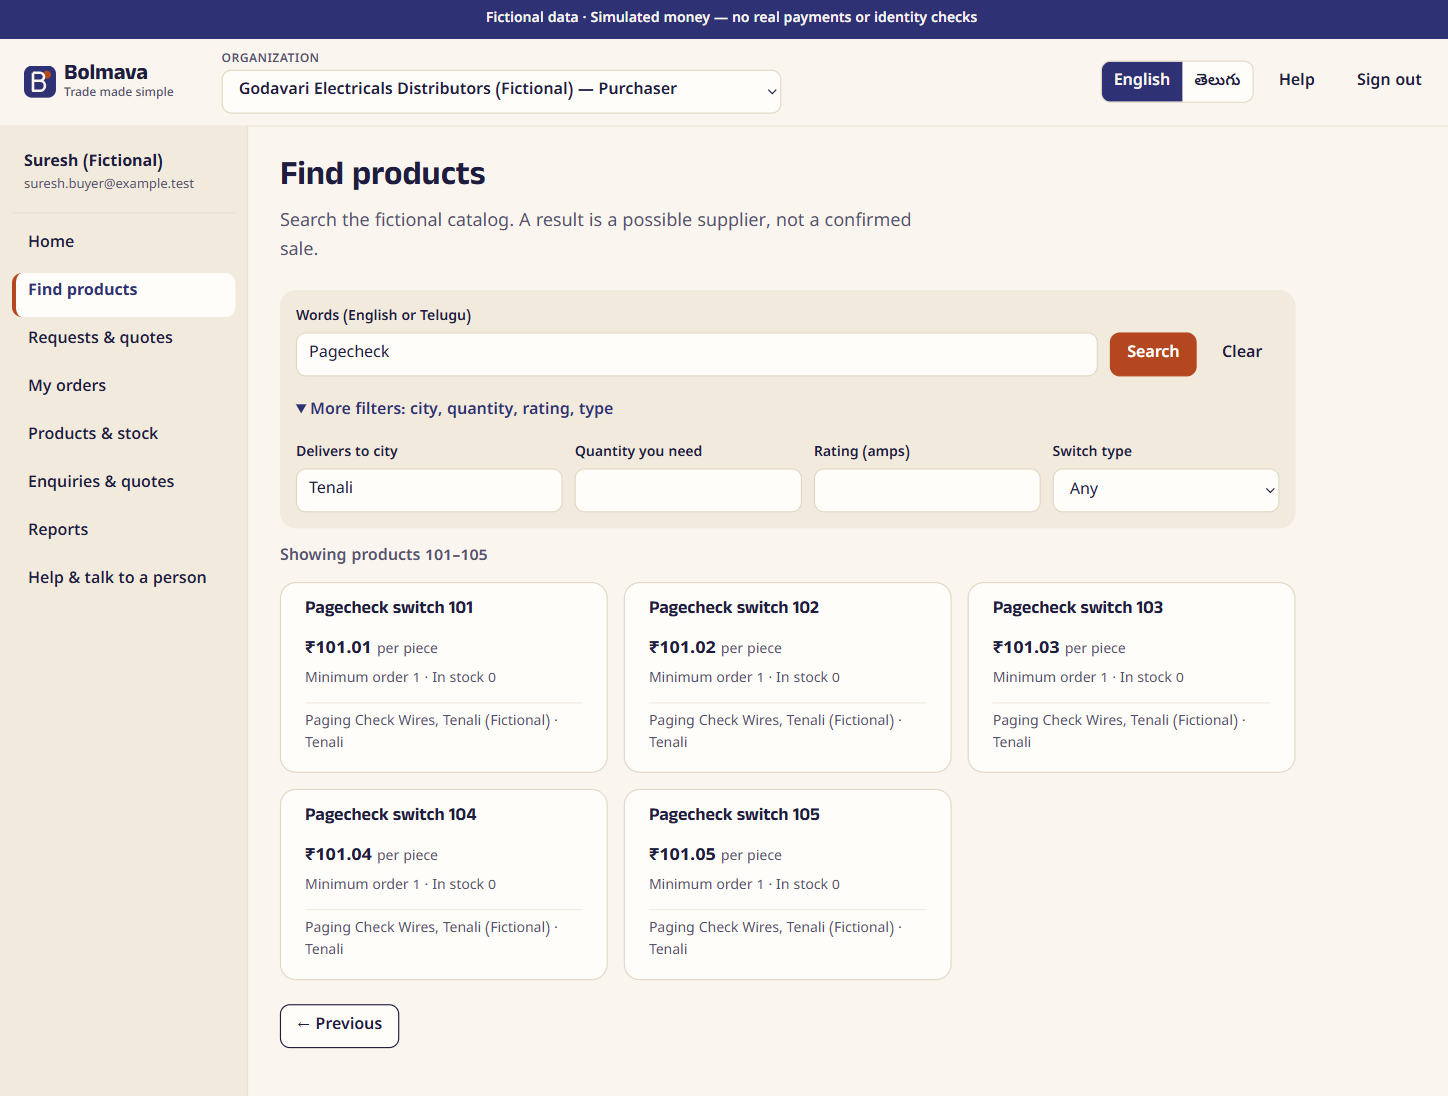 Fictional data · Simulated money — no real payments or identity checks
Bolmava
Trade made simple
ORGANIZATION
Godavari Electricals Distributors (Fictional) — Purchaser
English
తెలుగు
Help
Sign out
Suresh (Fictional)
suresh.buyer@example.test
Home
Find products
Requests & quotes
My orders
Products & stock
Enquiries & quotes
Reports
Help & talk to a person
Find products
Search the fictional catalog. A result is a possible supplier, not a confirmed
sale.
Words (English or Telugu)
Pagecheck
Search
Clear
▼ More filters: city, quantity, rating, type
Delivers to city
Quantity you need
Rating (amps)
Switch type
Tenali
Any
Showing products 101–105
Pagecheck switch 101
₹101.01 per piece
Minimum order 1 · In stock 0
Paging Check Wires, Tenali (Fictional) ·
Tenali
Pagecheck switch 102
₹101.02 per piece
Minimum order 1 · In stock 0
Paging Check Wires, Tenali (Fictional) ·
Tenali
Pagecheck switch 103
₹101.03 per piece
Minimum order 1 · In stock 0
Paging Check Wires, Tenali (Fictional) ·
Tenali
Pagecheck switch 104
₹101.04 per piece
Minimum order 1 · In stock 0
Paging Check Wires, Tenali (Fictional) ·
Tenali
Pagecheck switch 105
₹101.05 per piece
Minimum order 1 · In stock 0
Paging Check Wires, Tenali (Fictional) ·
Tenali
← Previous